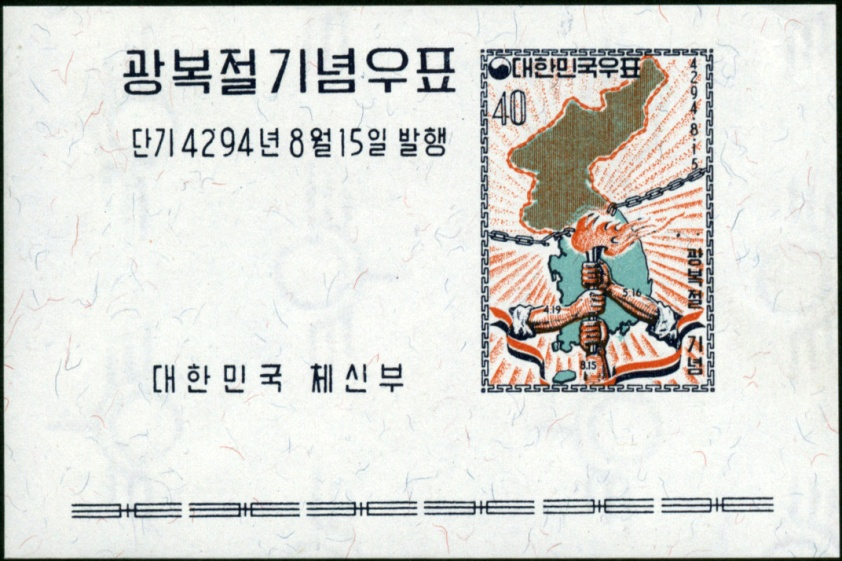 광복절기념우표
단기 4294년 8월 15일 발행
대한민국 체신부
대한민국우표
40
4294.8.15
광복절 기념
4.19
5.16
8.15